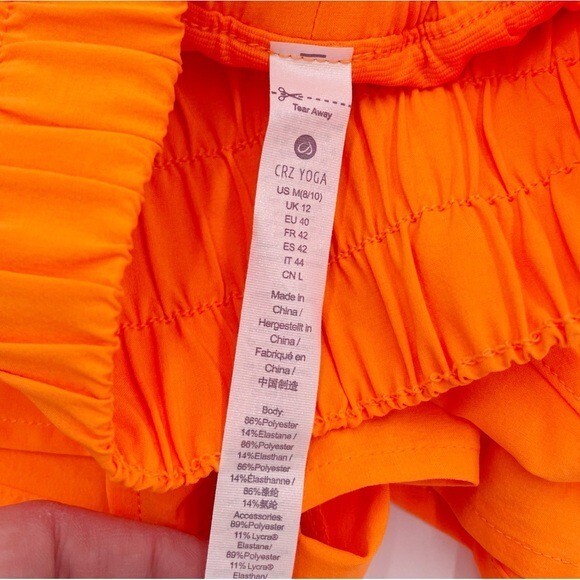 Tear Away
CRZ YOGA
US M(8/10)
UK 12
EU 40
FR 42
ES 42
IT 44
CN L
Made in
China /
Hergestellt in
China /
Fabriqué en
China /
中国制造
Body:
86%Polyester
14%Elastane /
86%Polyester
14%Elasthan /
86%Polyester
14%Élasthanne /
86%涤纶
14%氨纶
Accessories:
89%Polyester
11% Lycra®
Elastane/
89%Polyester
11% Lycra®
Elasthan /